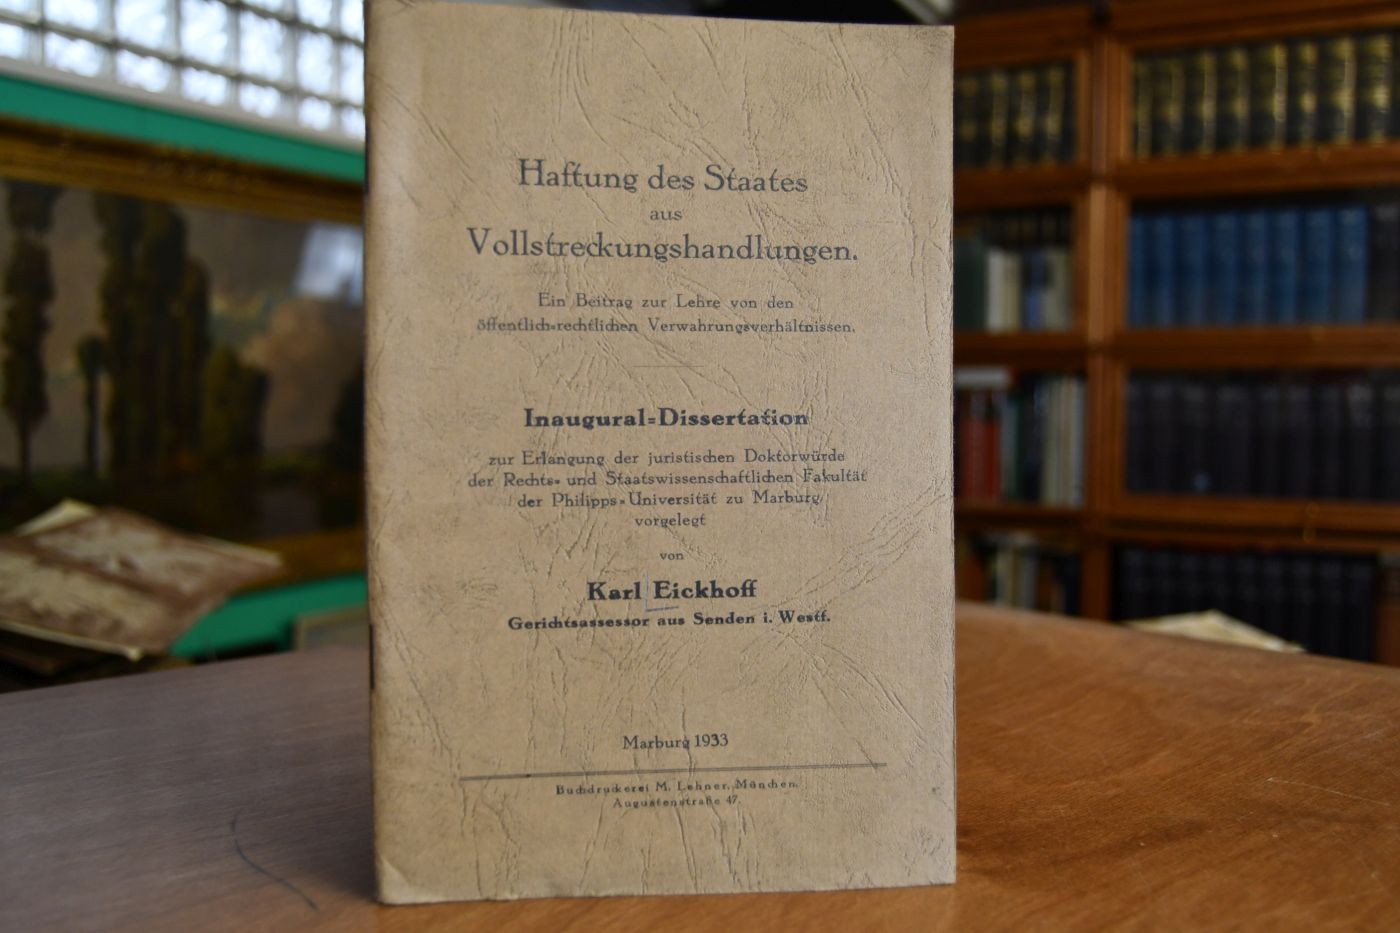 Haftung des Staates
aus
Vollstreckungshandlungen.
Ein Beitrag zur Lehre von den
öffentlich=rechtlichen Verwahrungsverhältnissen.
Inaugural=Dissertation
zur Erlangung der juristischen Doktorwürde
der Rechts= und Staatswissenschaftlichen Fakultät
der Philipps=Universität zu Marburg
vorgelegt
von
Karl Eickhoff
Gerichtsassessor aus Senden i. Westf.
Marburg 1933
Buchdruckerei M. Lehner, München,
Augustenstraße 47.